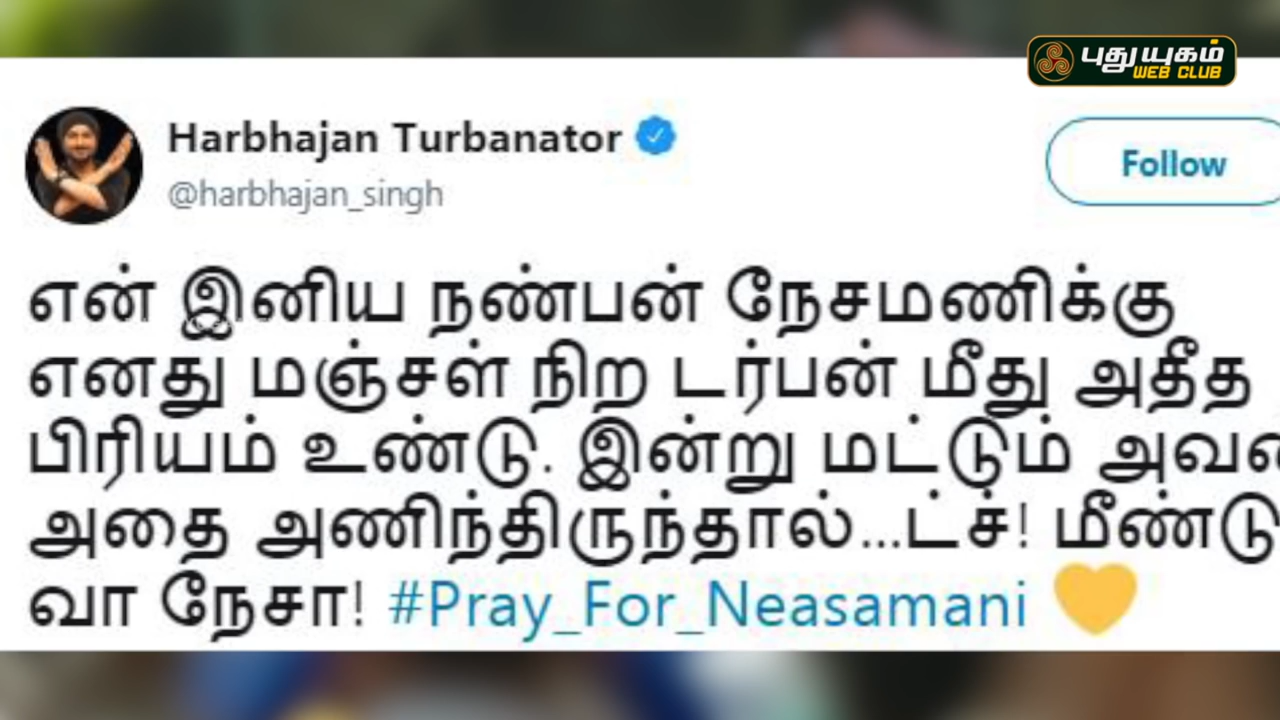 புதுயுகம்
WEB CLUB
Harbhajan Turbanator
@harbhajan_singh
Follow
என் இனிய நண்பன் நேசமணிக்கு
எனது மஞ்சள் நிற டர்பன் மீது அதீத
பிரியம் உண்டு. இன்று மட்டும்
அதை அணிந்திருந்தால்...ட்ச்! மீண்டு
வா நேசா! #Pray_For_Neasamani 💛